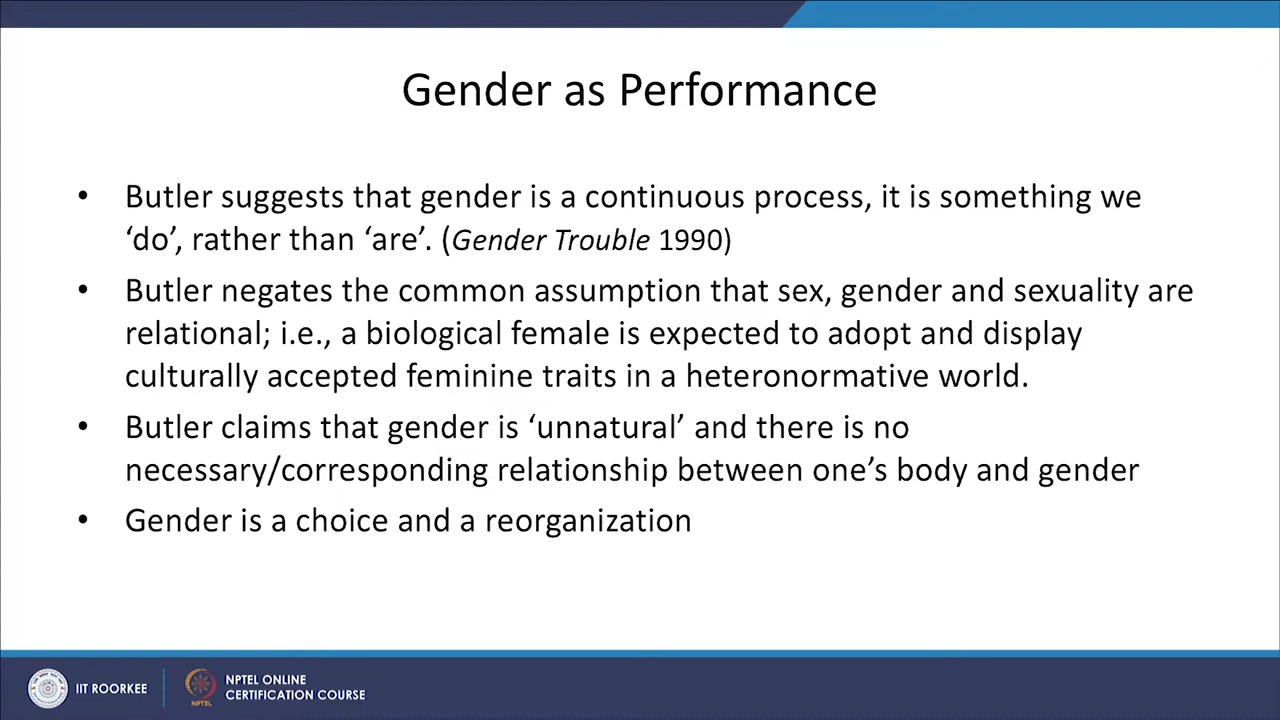 Gender as Performance
• Butler suggests that gender is a continuous process, it is something we
‘do’, rather than ‘are’. (Gender Trouble 1990)
• Butler negates the common assumption that sex, gender and sexuality are
relational; i.e., a biological female is expected to adopt and display
culturally accepted feminine traits in a heteronormative world.
• Butler claims that gender is ‘unnatural’ and there is no
necessary/corresponding relationship between one’s body and gender
• Gender is a choice and a reorganization
IIT ROORKEE
NPTEL
NPTEL ONLINE
CERTIFICATION COURSE